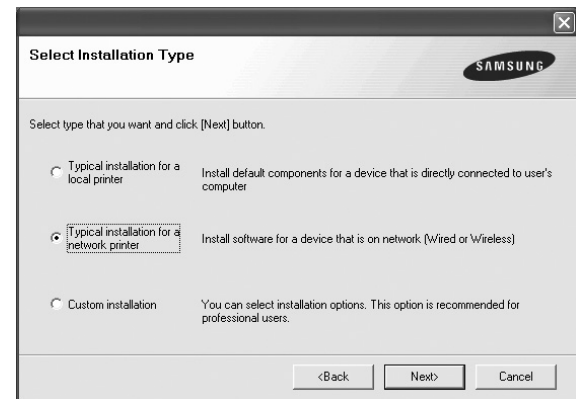 Select Installation Type
SAMSUNG
Select type that you want and click [Next] button.
Typical installation for a
local printer
Install default components for a device that is directly connected to user's
computer
Typical installation for a
network printer
Install software for a device that is on network (Wired or Wireless)
Custom installation
You can select installation options. This option is recommended for
professional users.
<Back
Next>
Cancel